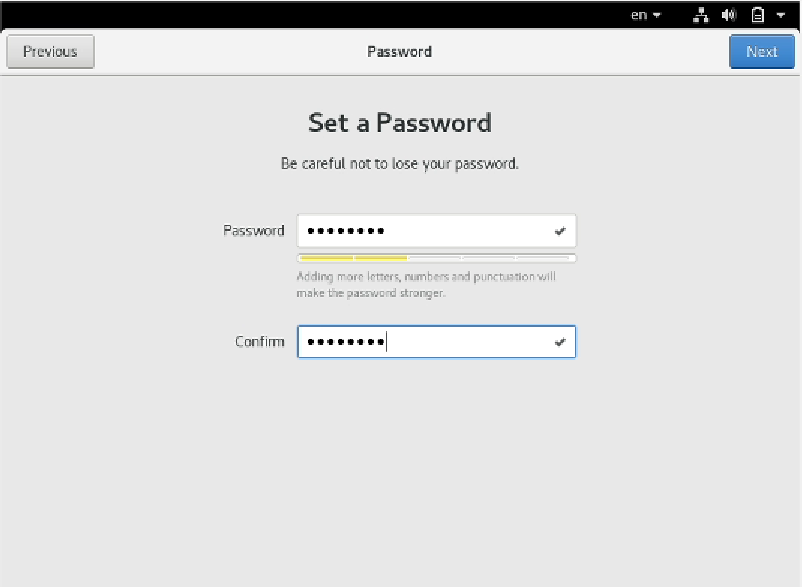 en
Previous
Password
Next
Set a Password
Be careful not to lose your password.
Password ••••••••
Adding more letters, numbers and punctuation will
make the password stronger.
Confirm ••••••••